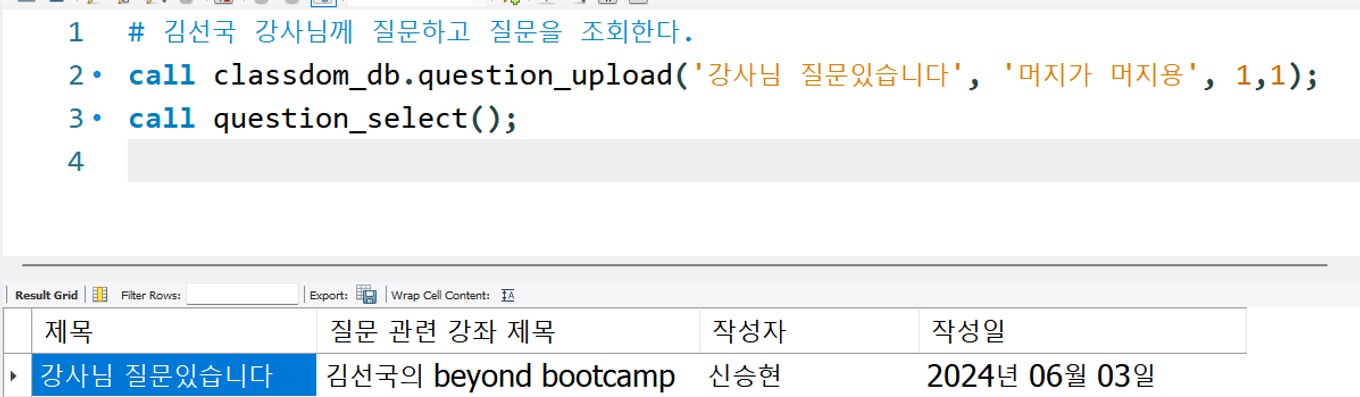 1 # 김선국 강사님께 질문하고 질문을 조회한다.
2 call classdom_db.question_upload('강사님 질문있습니다', '머지가 머지용', 1,1);
3 call question_select();
4
Result Grid Filter Rows: Export: Wrap Cell Content: IA
제목 질문 관련 강좌 제목 작성자 작성일
강사님 질문있습니다 김선국의 beyond bootcamp 신승현 2024년 06월 03일